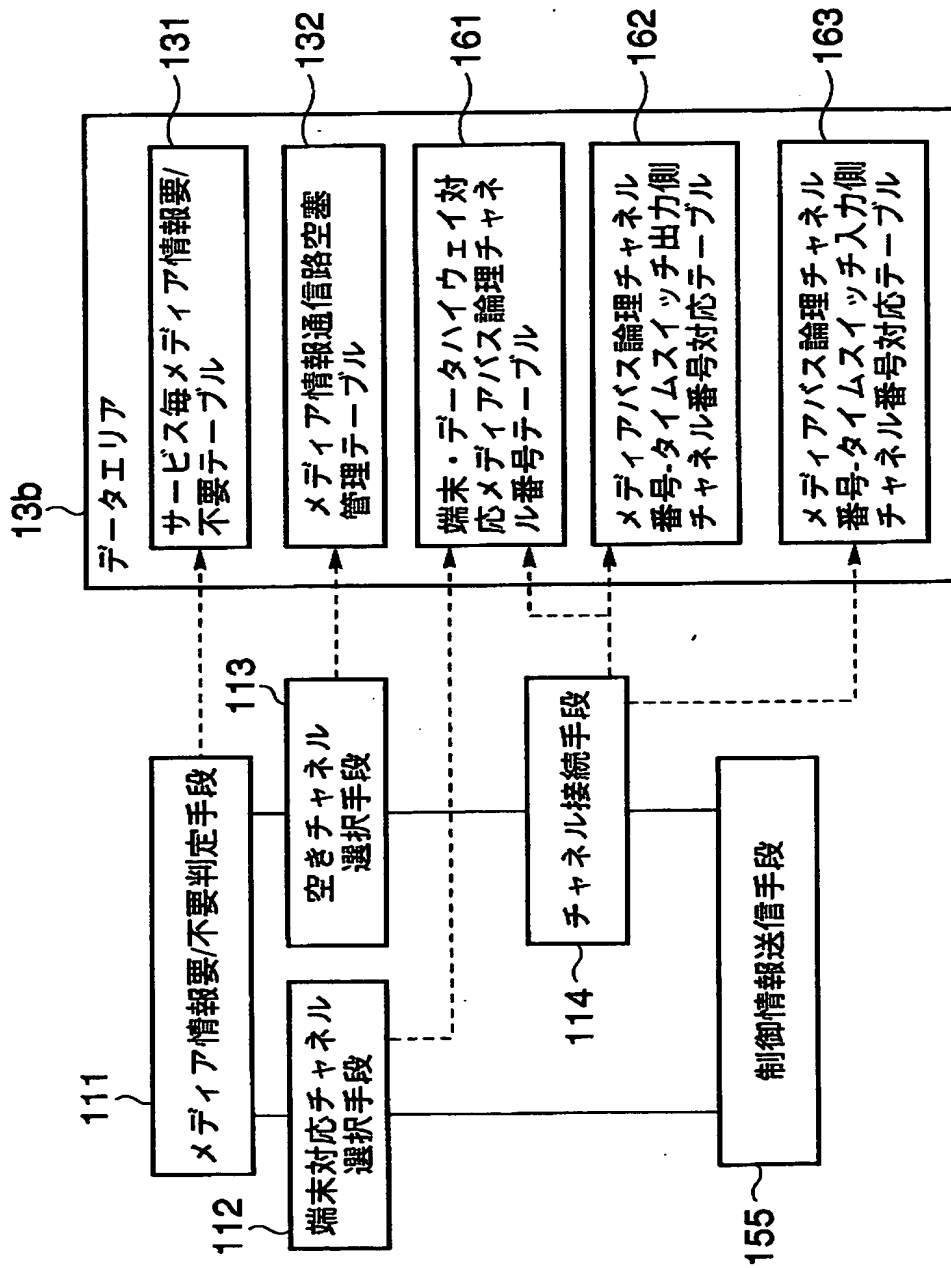 13b
データエリア
サービス毎メディア情報要/
不要テーブル
131
メディア情報通信路空塞
管理テーブル
132
端末・データハイウェイ対
応メディアバス論理チャネ
ル番号テーブル
161
メディアバス論理チャネル
番号-タイムスイッチ出力側
チャネル番号対応テーブル
162
メディアバス論理チャネル
番号-タイムスイッチ入力側
チャネル番号対応テーブル
163
111
メディア情報要/不要判定手段
112
端末対応チャネル
選択手段
113
空きチャネル
選択手段
114
チャネル接続手段
155
制御情報送信手段